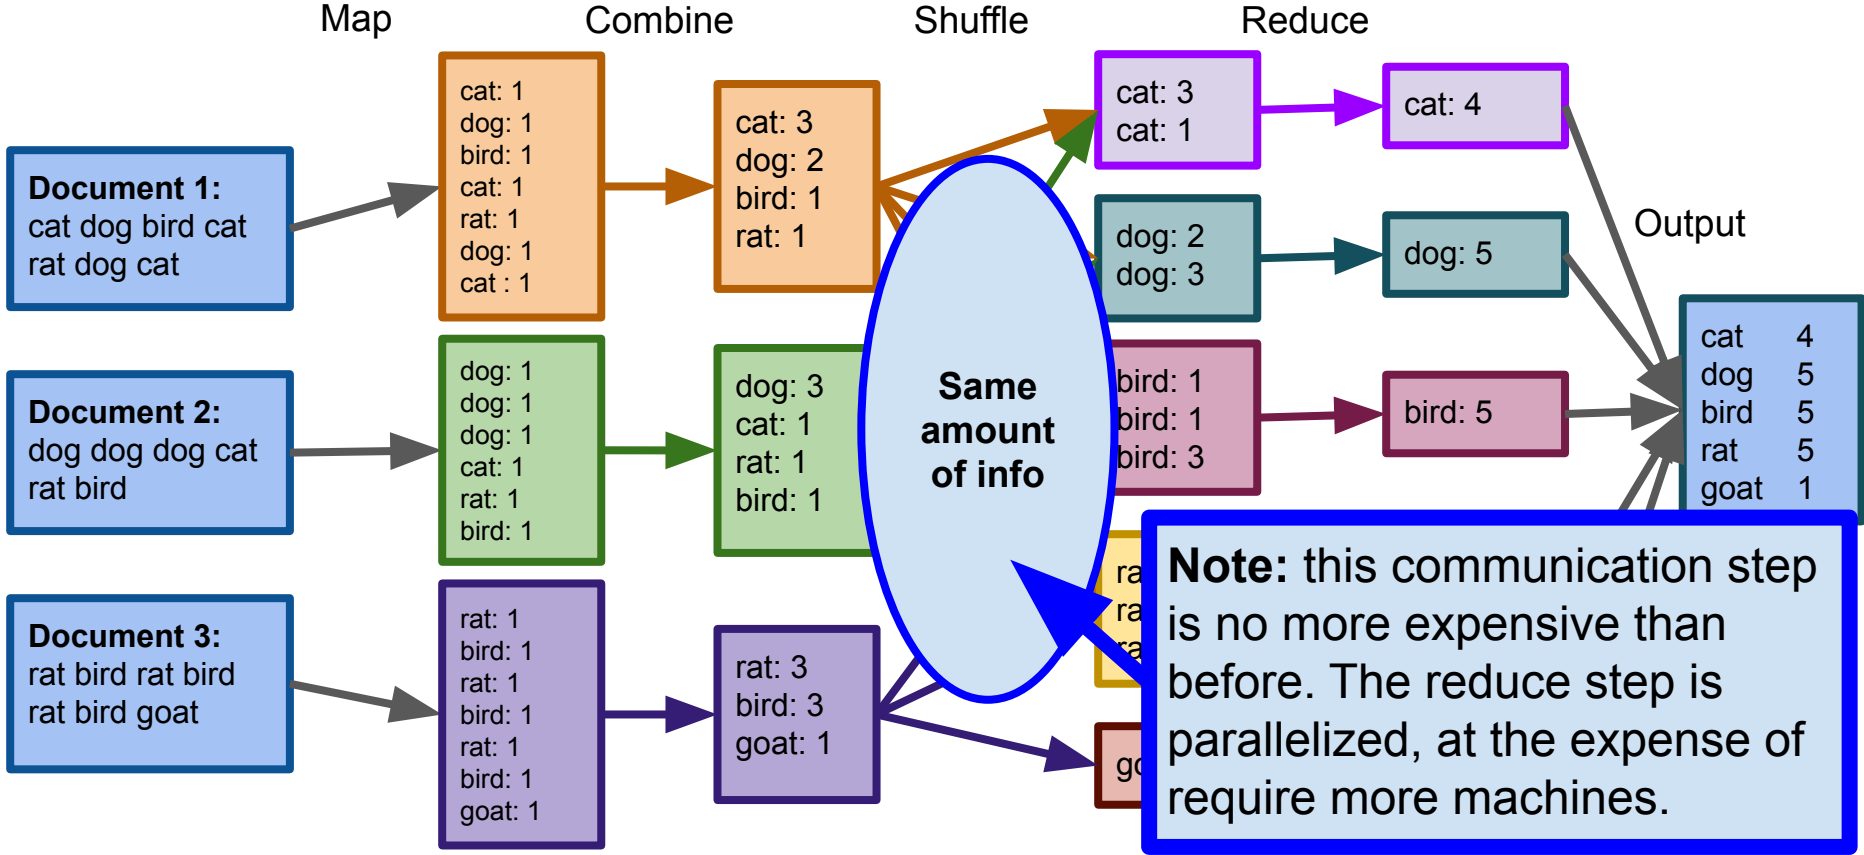 Map
Combine
Shuffle
Reduce
Document 1:
cat dog bird cat
rat dog cat
Document 2:
dog dog dog cat
rat bird
Document 3:
rat bird rat bird
rat bird goat
cat: 1
dog: 1
bird: 1
cat: 1
rat: 1
dog: 1
cat : 1
dog: 1
dog: 1
dog: 1
cat: 1
rat: 1
bird: 1
rat: 1
bird: 1
rat: 1
bird: 1
rat: 1
bird: 1
goat: 1
cat: 3
dog: 2
bird: 1
rat: 1
dog: 3
cat: 1
rat: 1
bird: 1
rat: 3
bird: 3
goat: 1
Same
amount
of info
cat: 3
cat: 1
dog: 2
dog: 3
bird: 1
bird: 1
bird: 3
cat: 4
dog: 5
bird: 5
Output
cat 4
dog 5
bird 5
rat 5
goat 1
Note: this communication step
is no more expensive than
before. The reduce step is
parallelized, at the expense of
require more machines.